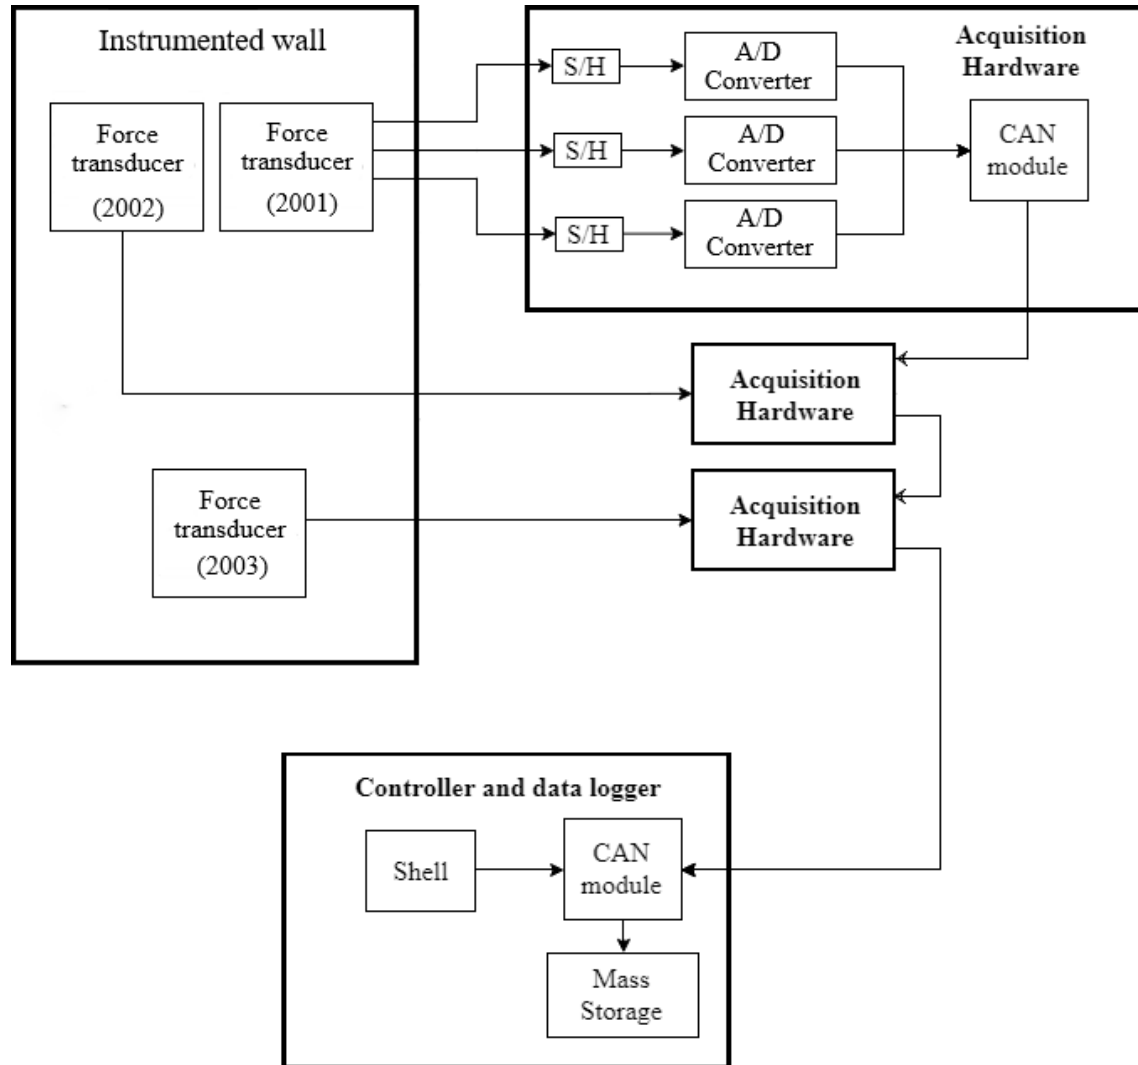 Instrumented wall
Force
transducer
(2002)
Force
transducer
(2001)
S/H
A/D
Converter
S/H
A/D
Converter
S/H
A/D
Converter
Acquisition
Hardware
CAN
module
Acquisition
Hardware
Force
transducer
(2003)
Acquisition
Hardware
Controller and data logger
Shell
CAN
module
Mass
Storage